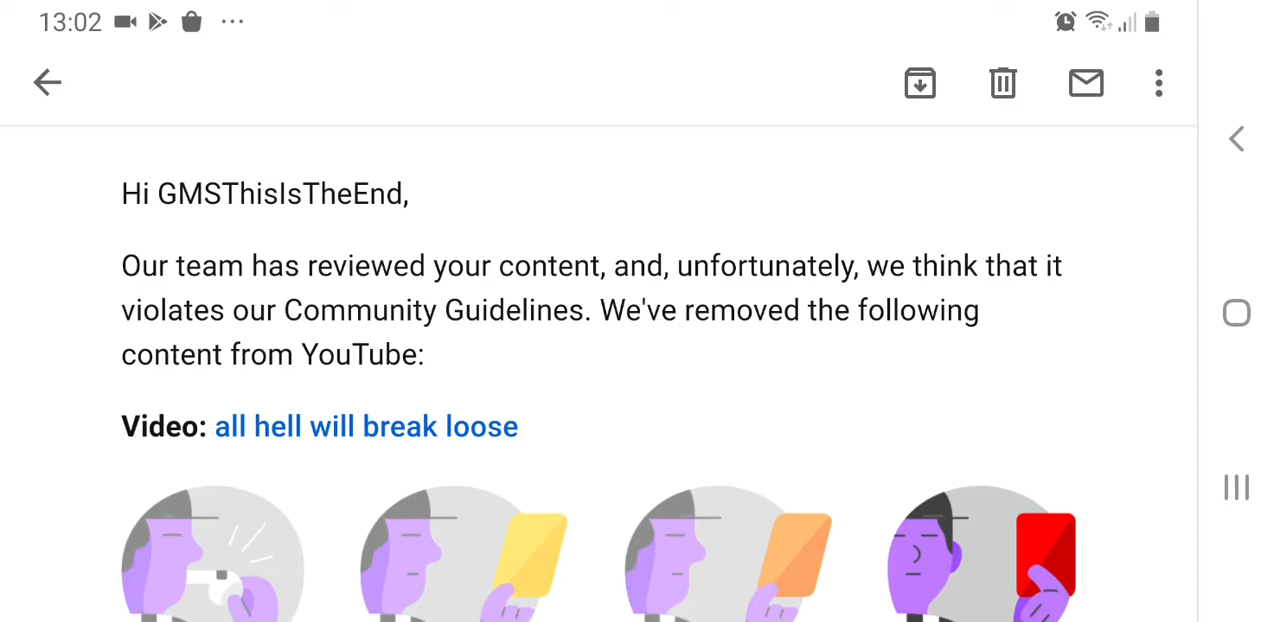 13:02
Hi GMSThisIsTheEnd,
Our team has reviewed your content, and, unfortunately, we think that it
violates our Community Guidelines. We've removed the following
content from YouTube:
Video: all hell will break loose